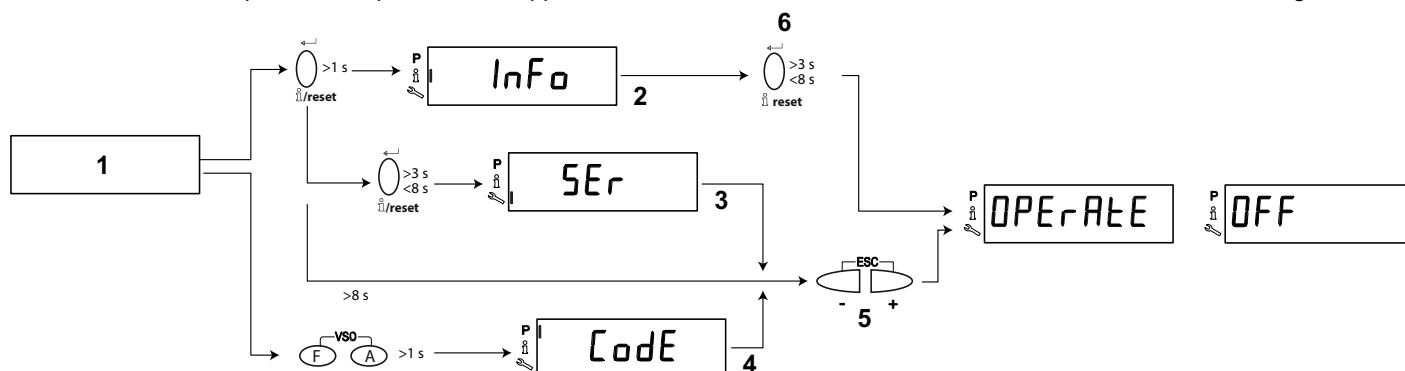 6
>1 s
P
InFo
>3 s
<8 s
i/reset
2
i reset
1
>3 s
<8 s
P
SEr
i/reset
3
P
OPErAtE
P
OFF
ESC
>8 s
- +
5
VSO
F A >1 s
P
CodE
4